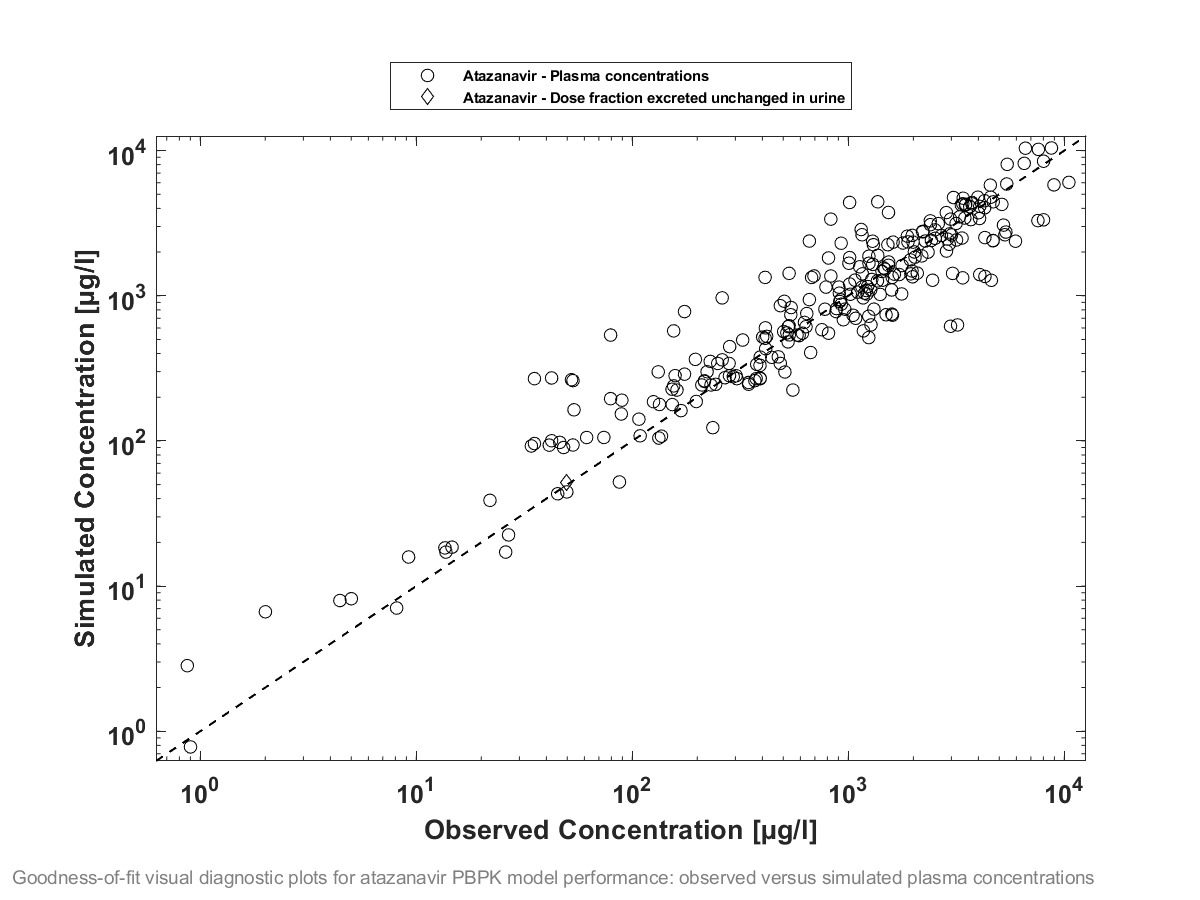 Atazanavir - Plasma concentrations
Atazanavir - Dose fraction excreted unchanged in urine
10⁴
10³
10²
10¹
10⁰
Simulated Concentration [µg/l]
10⁰ 10¹ 10² 10³ 10⁴
Observed Concentration [µg/l]
Goodness-of-fit visual diagnostic plots for atazanavir PBPK model performance: observed versus simulated plasma concentrations